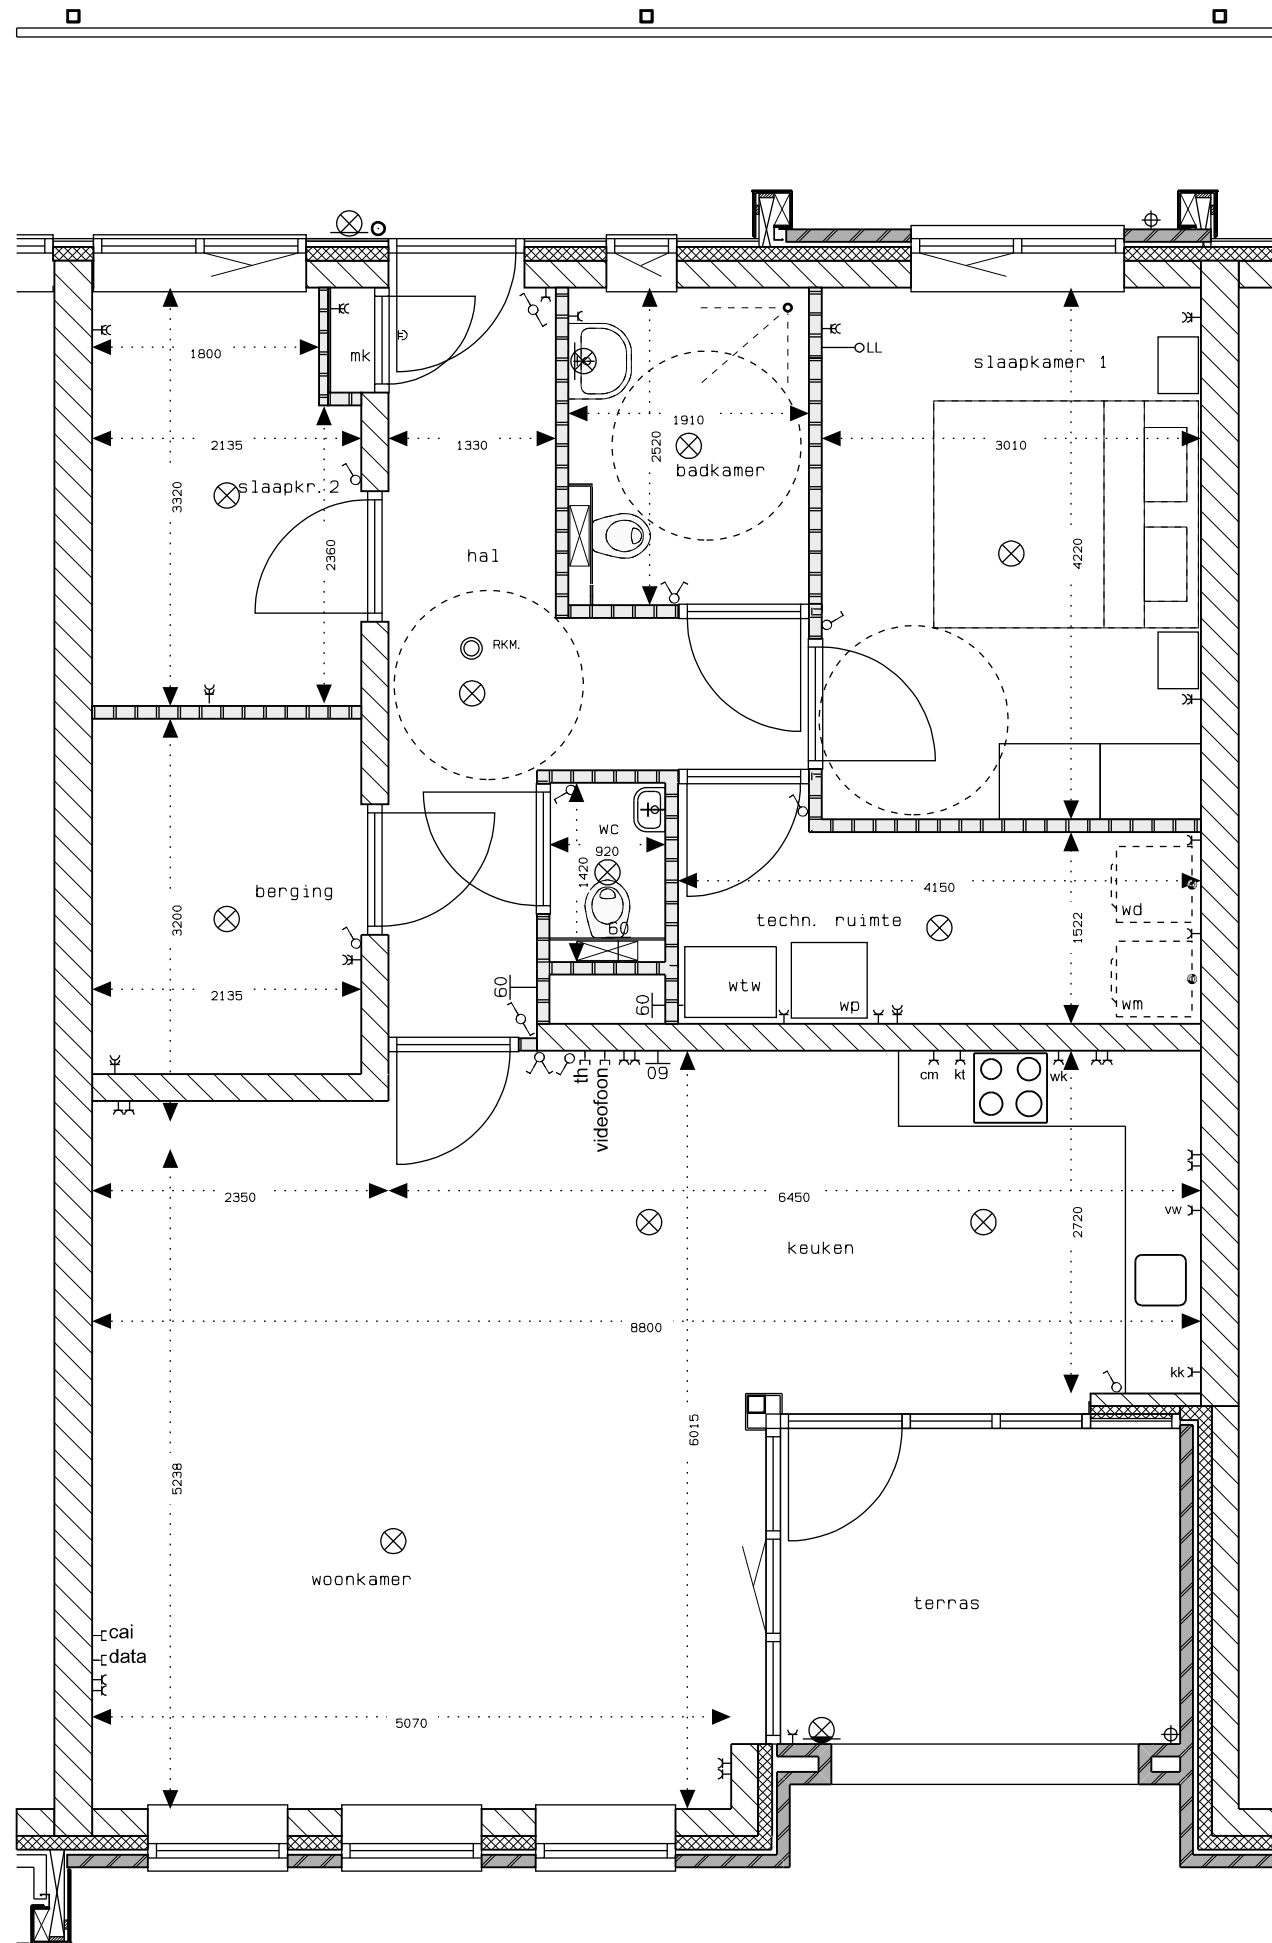 1800
mk
slaapkamer 1
LL
1910
2135
1330
2520
3010
badkamer
slaapkr. 2
3320
2360
hal
4220
RKM.
wc
920
1420
4150
berging
wd
60
techn. ruimte
3200
1522
wtw
wp
wm
2135
60
60
th
videofoon
60
cm
kt
wk
2350
6450
vw
2720
keuken
8800
kk
6015
5238
woonkamer
terras
cai
data
5070